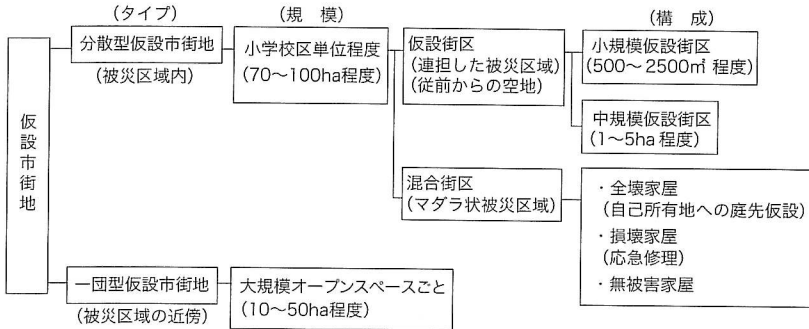 (タイプ)
(規　模)
(構　成)
仮設市街地
分散型仮設市街地
(被災区域内)
小学校区単位程度
(70〜100ha程度)
仮設街区
(連担した被災区域)
(従前からの空地)
小規模仮設街区
(500〜2500㎡ 程度)
中規模仮設街区
(1〜5ha 程度)
混合街区
(マダラ状被災区域)
・全壊家屋
(自己所有地への庭先仮設)
・損壊家屋
(応急修理)
・無被害家屋
一団型仮設市街地
(被災区域の近傍)
大規模オープンスペースごと
(10〜50ha程度)